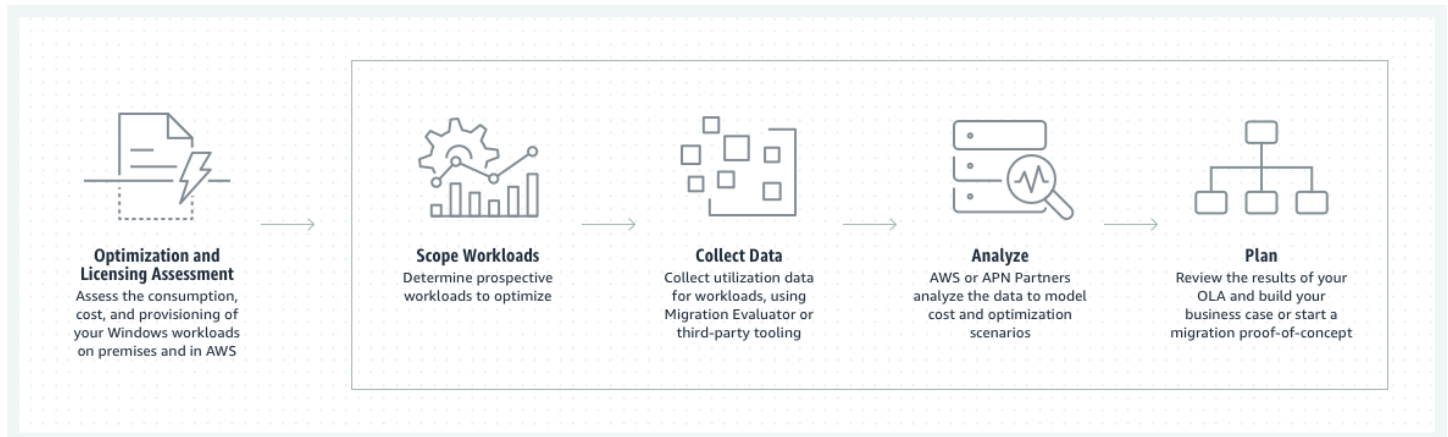 Optimization and
Licensing Assessment
Assess the consumption,
cost, and provisioning of
your Windows workloads
on premises and in AWS
Scope Workloads
Determine prospective
workloads to optimize
Collect Data
Collect utilization data
for workloads, using
Migration Evaluator or
third-party tooling
Analyze
AWS or APN Partners
analyze the data to model
cost and optimization
scenarios
Plan
Review the results of your
OLA and build your
business case or start a
migration proof-of-concept